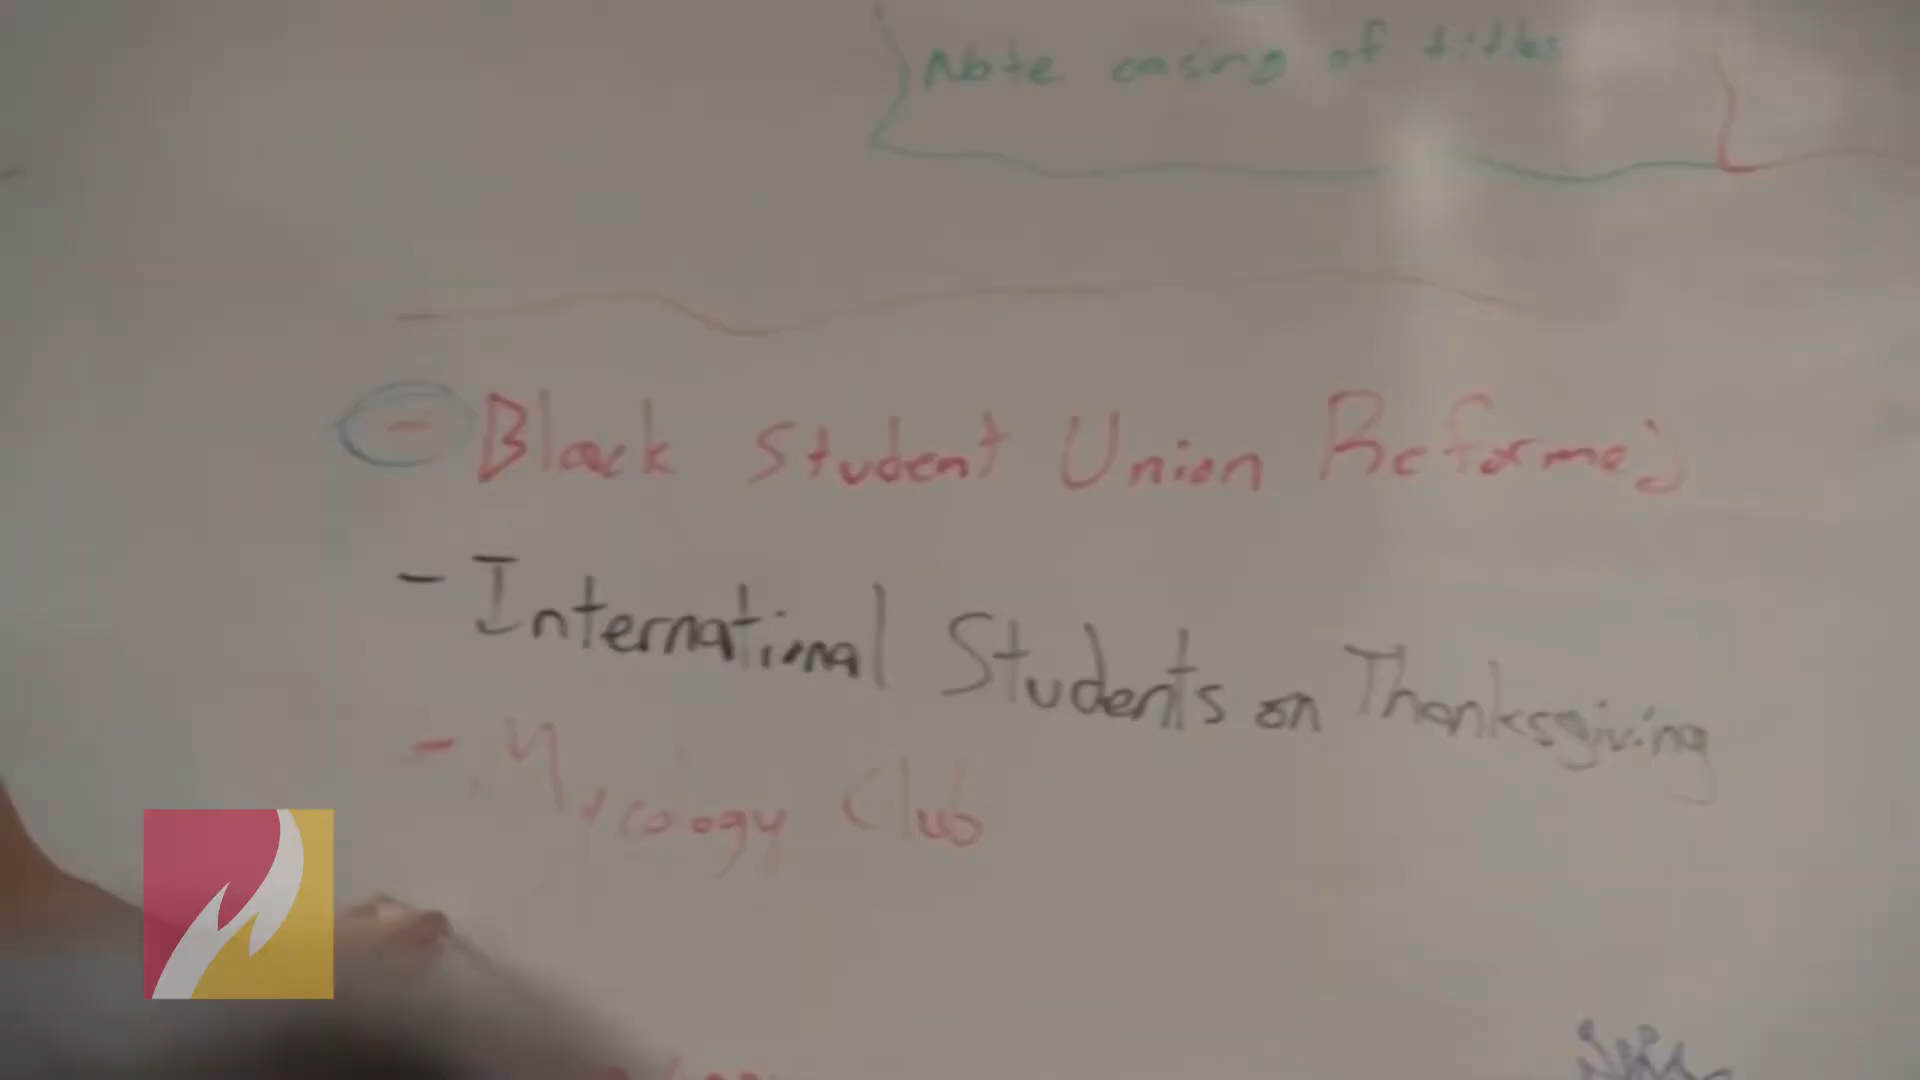 Note casing of titles
- Black Student Union Reformed
- International Students on Thanksgiving
- Mycology Club